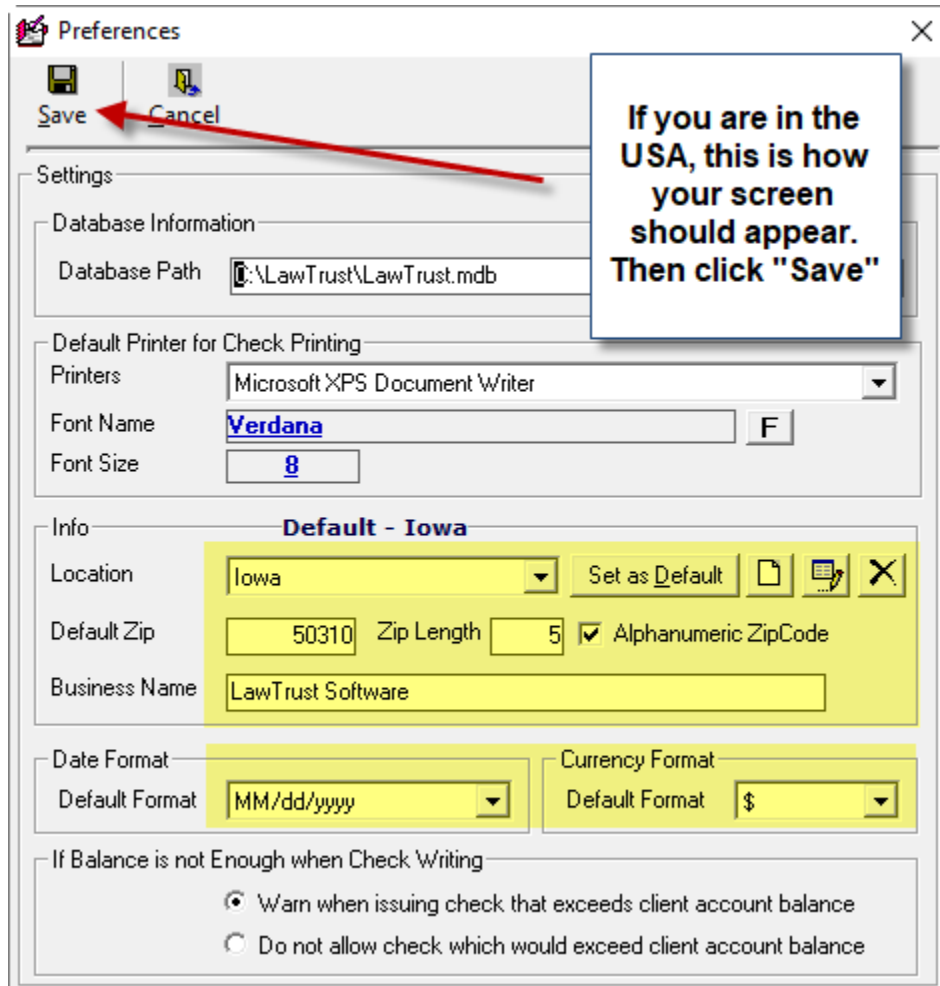 Preferences
Save
Cancel
If you are in the
USA, this is how
your screen
should appear.
Then click "Save"
Settings
Database Information
Database Path
C:\LawTrust\LawTrust.mdb
Default Printer for Check Printing
Printers
Microsoft XPS Document Writer
Font Name
Verdana
F
Font Size
8
Info
Default - Iowa
Location
Iowa
Set as Default
Default Zip
50310
Zip Length
5
Alphanumeric ZipCode
Business Name
LawTrust Software
Date Format
Default Format
MM/dd/yyyy
Currency Format
Default Format
$
If Balance is not Enough when Check Writing
Warn when issuing check that exceeds client account balance
Do not allow check which would exceed client account balance